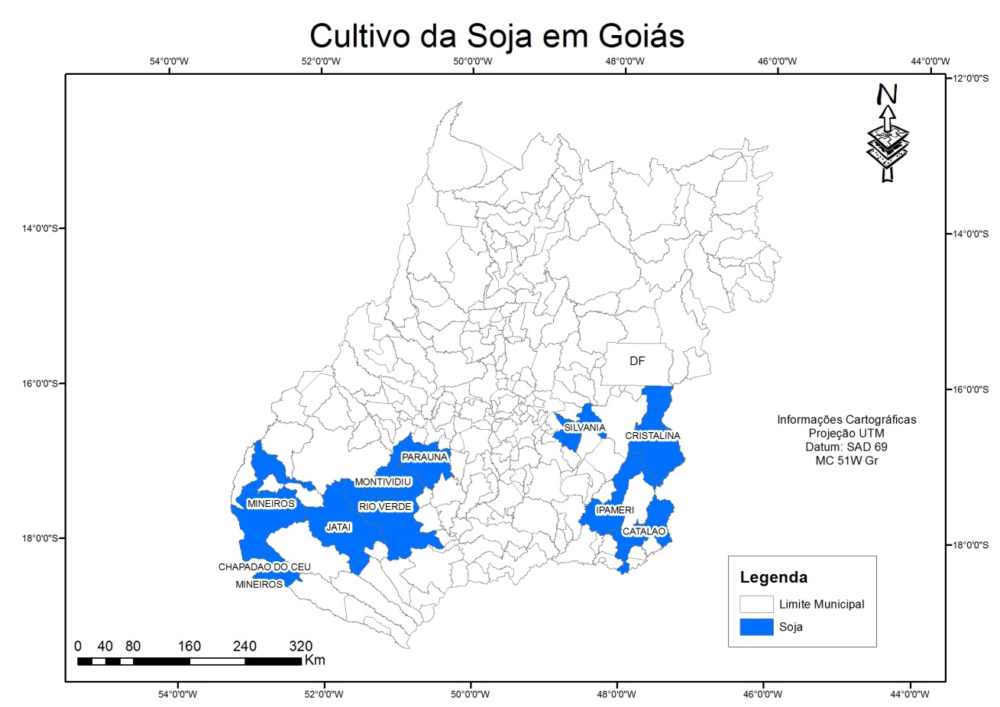 Cultivo da Soja em Goiás
54°0'0"W 52°0'0"W 50°0'0"W 48°0'0"W 46°0'0"W 44°0'0"W
12°0'0"S
N
14°0'0"S 14°0'0"S
DF
16°0'0"S 16°0'0"S
Informações Cartográficas
Projeção UTM
Datum: SAD 69
MC 51W Gr
SILVANIA
CRISTALINA
PARAUNA
MONTIVIDIU
MINEIROS
RIO VERDE
IPAMERI
JATAI
CATALAO
18°0'0"S 18°0'0"S
CHAPADAO DO CEU
MINEIROS
Legenda
Limite Municipal
Soja
0 40 80 160 240 320
Km
54°0'0"W 52°0'0"W 50°0'0"W 48°0'0"W 46°0'0"W 44°0'0"W